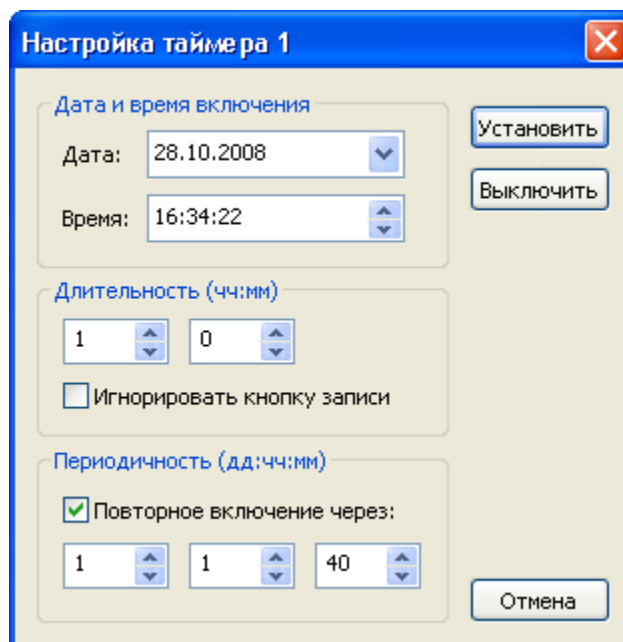 Настройка таймера 1
Дата и время включения
Дата: 28.10.2008
Время: 16:34:22
Установить
Выключить
Длительность (чч:мм)
1 0
Игнорировать кнопку записи
Периодичность (дд:чч:мм)
Повторное включение через:
1 1 40
Отмена